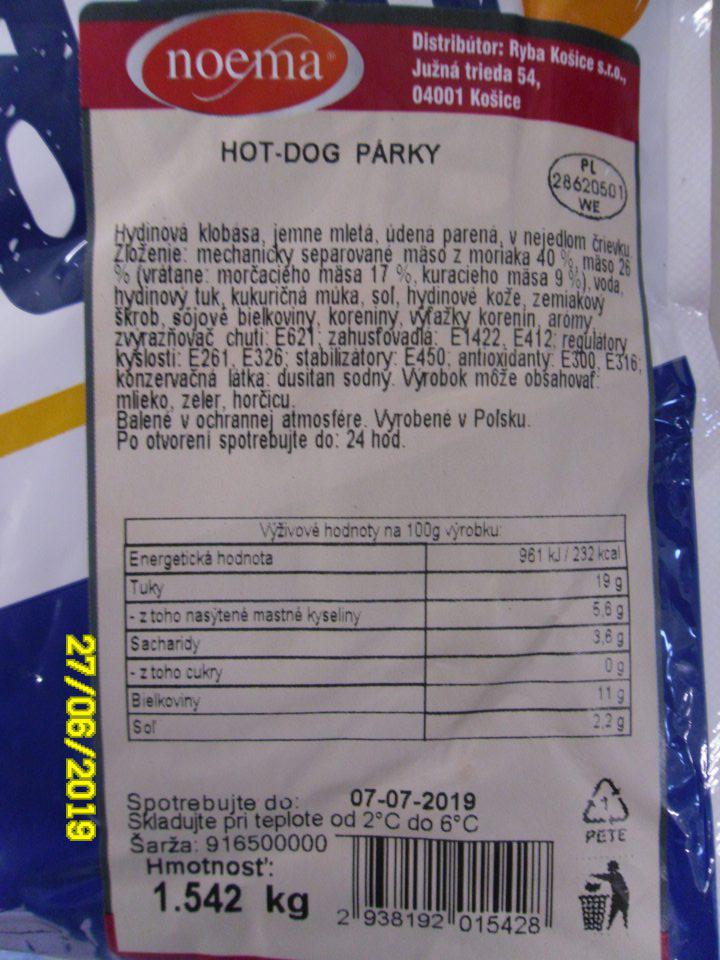 noema
Distribútor: Ryba Košice s.r.o.,
Južná trieda 54,
04001 Košice
HOT-DOG PÁRKY
PL
28620501
WE
Hydinová klobása, jemne mletá, údená parená, v nejedlom črievku
Zloženie: mechanicky separované mäso z moriaka 40 %, mäso 26
% (vrátane: morčacieho mäsa 17 %, kuracieho mäsa 9 %), voda,
hydinový tuk, kukuričná múka, soľ, hydinové kože, zemiakový
škrob, sójové bielkoviny, koreniny, výťažky korenín, arómy,
zvýrazňovač chuti: E621; zahusťovadlá: E1422, E412; regulátory
kyslosti: E261, E326; stabilizátory: E450; antioxidanty: E300, E316;
konzervačná látka: dusitan sodný. Výrobok môže obsahovať:
mlieko, zeler, horčicu.
Balené v ochrannej atmosfére. Vyrobené v Poľsku.
Po otvorení spotrebujte do: 24 hod.
Výživové hodnoty na 100g výrobku:
Energetická hodnota 961 kJ / 232 kcal
Tuky 19 g
- z toho nasýtené mastné kyseliny 5,6 g
Sacharidy 3,6 g
- z toho cukry 0 g
Bielkoviny 11 g
Soľ 2,2 g
Spotrebujte do: 07-07-2019
Skladujte pri teplote od 2°C do 6°C
Šarža: 916500000
Hmotnosť:
1.542 kg
2 938192 015428
1
PETE
27/06/2019